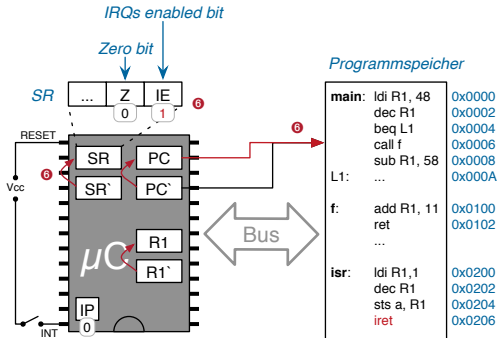 IRQs enabled bit
Zero bit
Programmspeicher
SR ... Z IE
0 1
6
6
main: ldi R1, 48 0x0000
dec R1 0x0002
beq L1 0x0004
call f 0x0006
sub R1, 58 0x0008
L1: ... 0x000A
f: add R1, 11 0x0100
ret 0x0102
...
isr: ldi R1,1 0x0200
dec R1 0x0202
sts a, R1 0x0204
iret 0x0206
RESET
SR PC
6
Vcc
SR` PC`
Bus
µC
R1
R1`
IP
0
INT